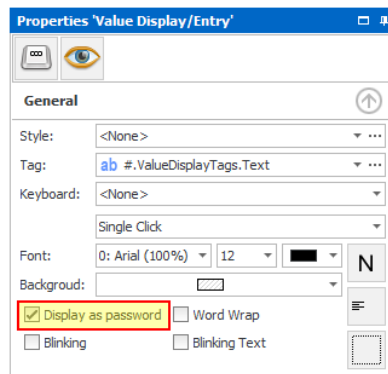 Properties 'Value Display/Entry'
General
Style: <None>
Tag: ab #.ValueDisplayTags.Text
Keyboard: <None>
Single Click
Font: 0: Arial (100%) 12 N
Backgroud:
Display as password Word Wrap
Blinking Blinking Text